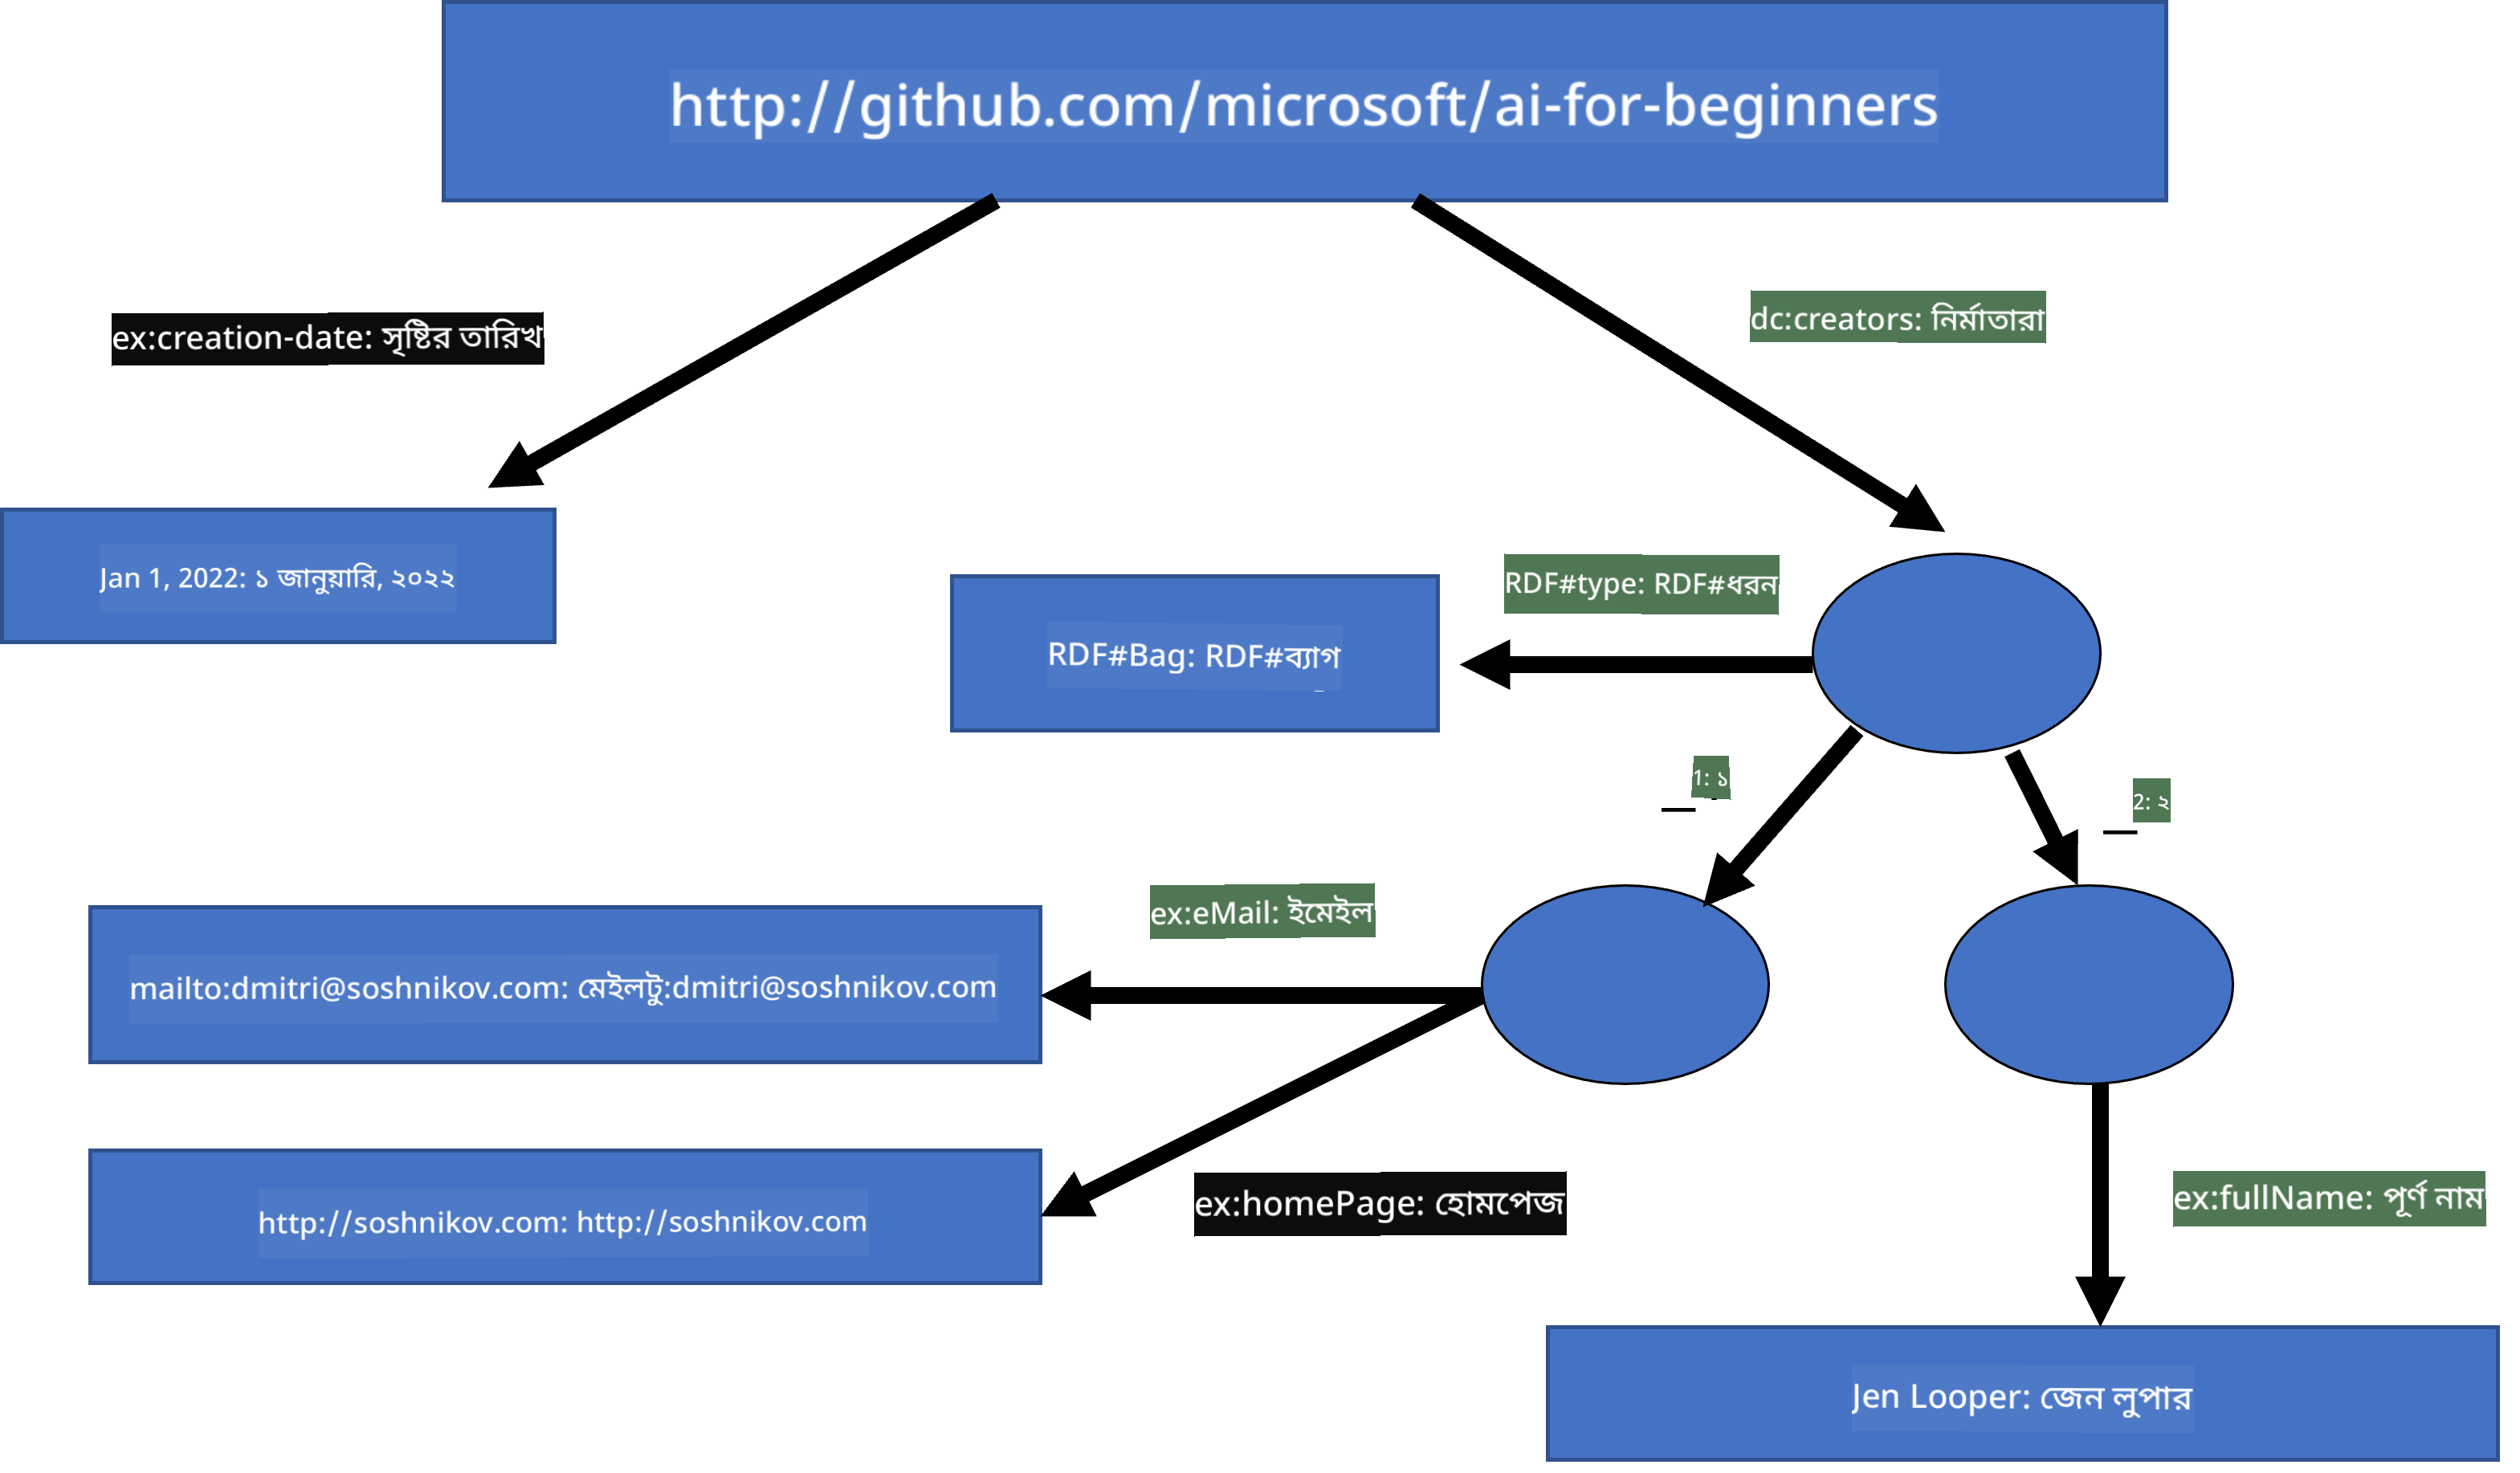 http://github.com/microsoft/ai-for-beginners
ex:creation-date: সৃষ্টির তারিখ
dc:creators: নির্মাতারা
Jan 1, 2022: ১ জানুয়ারি, ২০২২
RDF#type: RDF#ধরন
RDF#Bag: RDF#ব্যাগ
_1: ১
_2: ২
ex:eMail: ইমেইল
mailto:dmitri@soshnikov.com: মেইলটু:dmitri@soshnikov.com
ex:homePage: হোমপেজ
http://soshnikov.com: http://soshnikov.com
ex:fullName: পূর্ণ নাম
Jen Looper: জেন লুপার